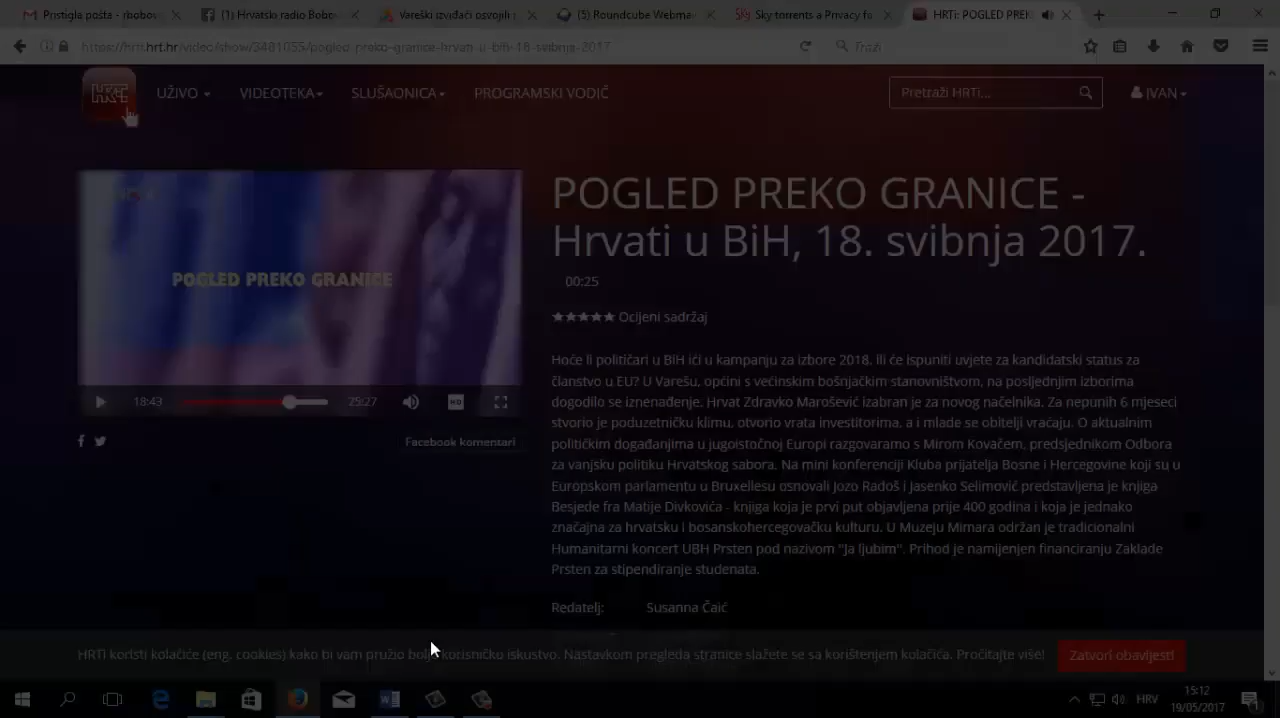 Pristigla pošta - rbobov
(1) Hrvatski radio Bobo
Vareški izviđači osvojili
(5) Roundcube Webma
Sky torrents a Privacy fo
HRTi: POGLED PREK
https://hrti.hrt.hr/video/show/3481035/pogled-preko-granice-hrvati-u-bih-18-svibnja-2017
Traži
HRT
UŽIVO
VIDEOTEKA
SLUŠAONICA
PROGRAMSKI VODIČ
Pretraži HRTi...
IVAN
POGLED PREKO GRANICE
18:43
25:27
HD
Facebook komentari
POGLED PREKO GRANICE -
Hrvati u BiH, 18. svibnja 2017.
00:25
Ocijeni sadržaj
Hoće li političari u BiH ići u kampanju za izbore 2018. ili će ispuniti uvjete za kandidatski status za
članstvo u EU? U Varešu, općini s većinskim bošnjačkim stanovništvom, na posljednjim izborima
dogodilo se iznenađenje. Hrvat Zdravko Marošević izabran je za novog načelnika. Za nepunih 6 mjeseci
stvorio je poduzetničku klimu, otvorio vrata investitorima, a i mlade se obitelji vraćaju. O aktualnim
političkim događanjima u jugoistočnoj Europi razgovaramo s Mirom Kovačem, predsjednikom Odbora
za vanjsku politiku Hrvatskog sabora. Na mini konferenciji Kluba prijatelja Bosne i Hercegovine koji su u
Europskom parlamentu u Bruxellesu osnovali Jozo Radoš i Jasenko Selimović predstavljena je knjiga
Besjede fra Matije Divkovića - knjiga koja je prvi put objavljena prije 400 godina i koja je jednako
značajna za hrvatsku i bosanskohercegovačku kulturu. U Muzeju Mimara održan je tradicionalni
Humanitarni koncert UBH Prsten pod nazivom "Ja ljubim". Prihod je namijenjen financiranju Zaklade
Prsten za stipendiranje studenata.
Redatelj: Susanna Čaić
HRTi koristi kolačiće (eng. cookies) kako bi vam pružio bolje korisničko iskustvo. Nastavkom pregleda stranice slažete se sa korištenjem kolačića. Pročitajte više!
Zatvori obavijest!
HRV
15:12
19/05/2017